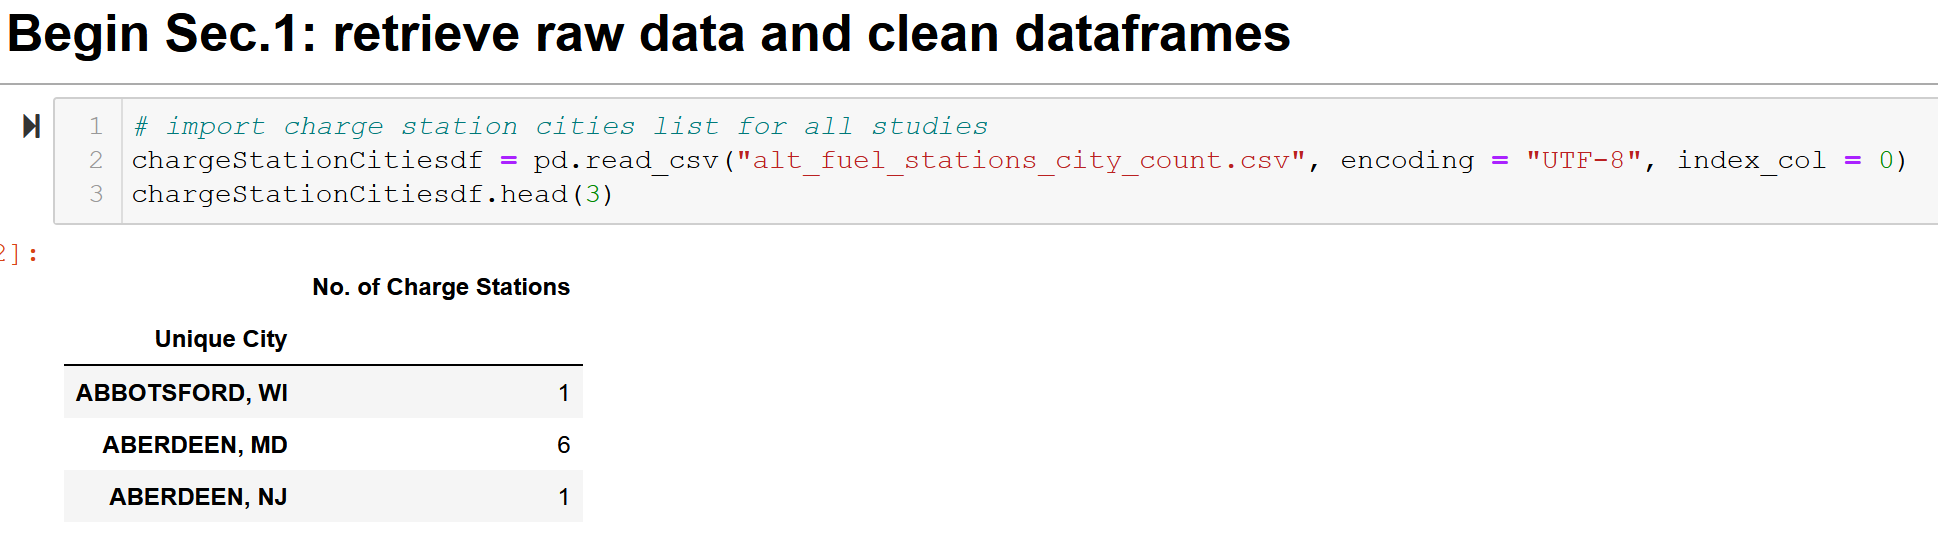 Begin Sec.1: retrieve raw data and clean dataframes
1 # import charge station cities list for all studies
2 chargeStationCitiesdf = pd.read_csv("alt_fuel_stations_city_count.csv", encoding = "UTF-8", index_col = 0)
3 chargeStationCitiesdf.head(3)
2]:
No. of Charge Stations
Unique City
ABBOTSFORD, WI 1
ABERDEEN, MD 6
ABERDEEN, NJ 1